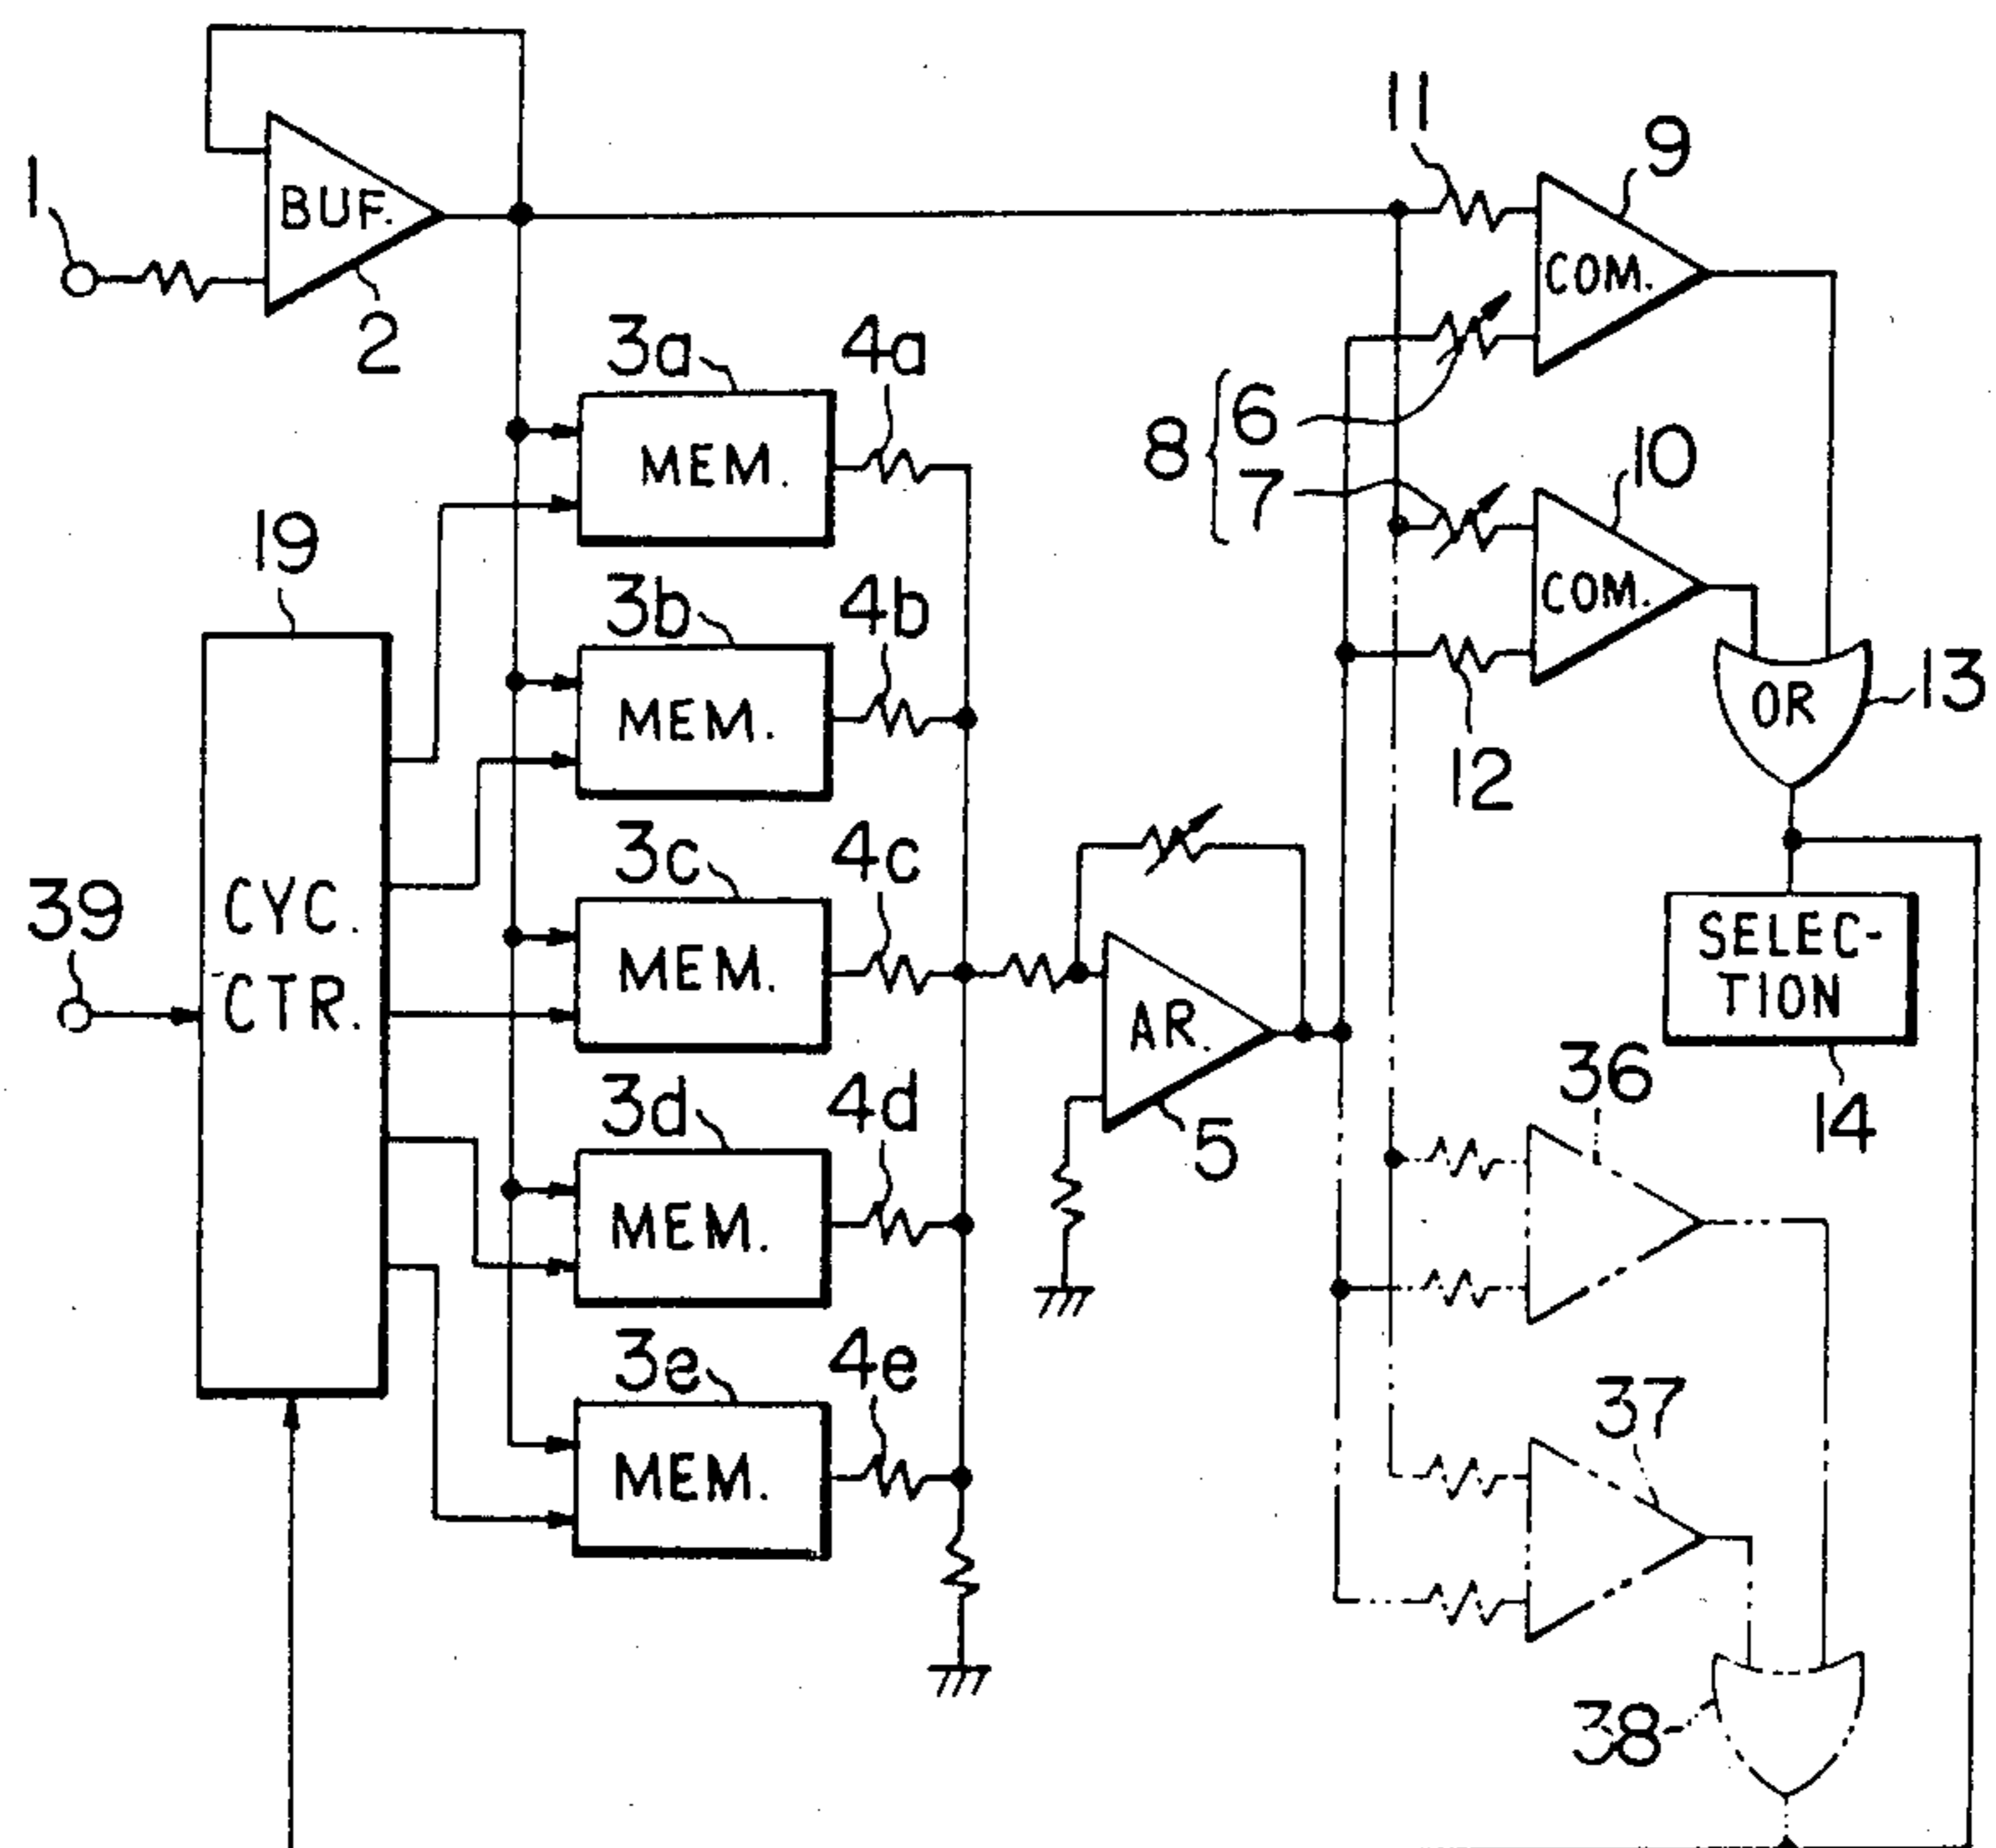 11
9
1
BUF.
COM.
2
3a
4a
6
8
7
10
MEM.
19
3b
4b
COM.
OR
13
MEM.
12
3c
4c
39
CYC.
CTR.
SELEC-
TION
MEM.
AR.
36
14
3d
4d
5
MEM.
3e
4e
37
MEM.
38